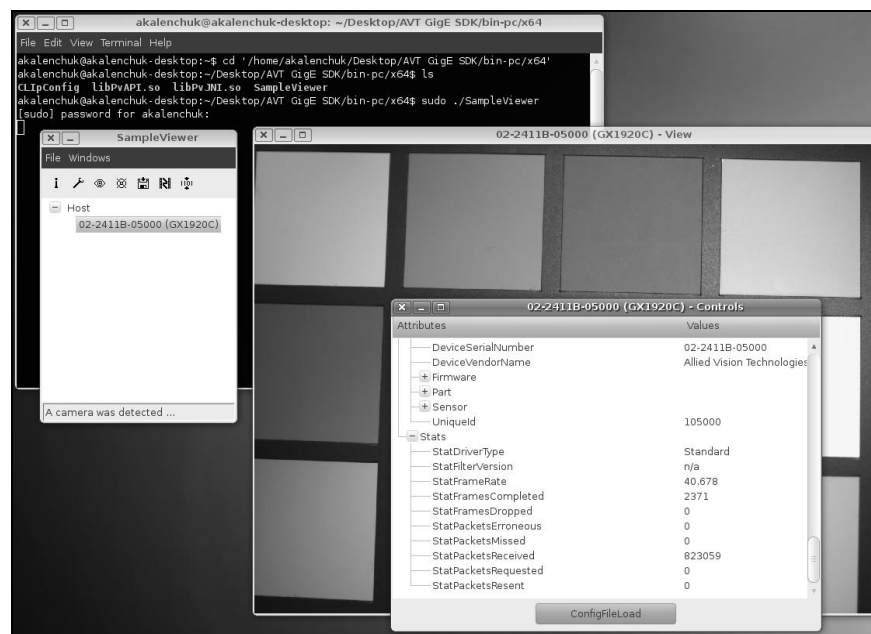 akalenchuk@akalenchuk-desktop: ~/Desktop/AVT GigE SDK/bin-pc/x64
File Edit View Terminal Help
akalenchuk@akalenchuk-desktop:~$ cd '/home/akalenchuk/Desktop/AVT GigE SDK/bin-pc/x64'
akalenchuk@akalenchuk-desktop:~/Desktop/AVT GigE SDK/bin-pc/x64$ ls
CLIpConfig libPvAPI.so libPvJNI.so SampleViewer
akalenchuk@akalenchuk-desktop:~/Desktop/AVT GigE SDK/bin-pc/x64$ sudo ./SampleViewer
[sudo] password for akalenchuk:
SampleViewer
File Windows
Host
02-2411B-05000 (GX1920C)
A camera was detected ...
02-2411B-05000 (GX1920C) - View
02-2411B-05000 (GX1920C) - Controls
Attributes Values
DeviceSerialNumber 02-2411B-05000
DeviceVendorName Allied Vision Technologies
Firmware
Part
Sensor
UniqueId 105000
Stats
StatDriverType Standard
StatFilterVersion n/a
StatFrameRate 40.678
StatFramesCompleted 2371
StatFramesDropped 0
StatPacketsErroneous 0
StatPacketsMissed 0
StatPacketsReceived 823059
StatPacketsRequested 0
StatPacketsResent 0
ConfigFileLoad